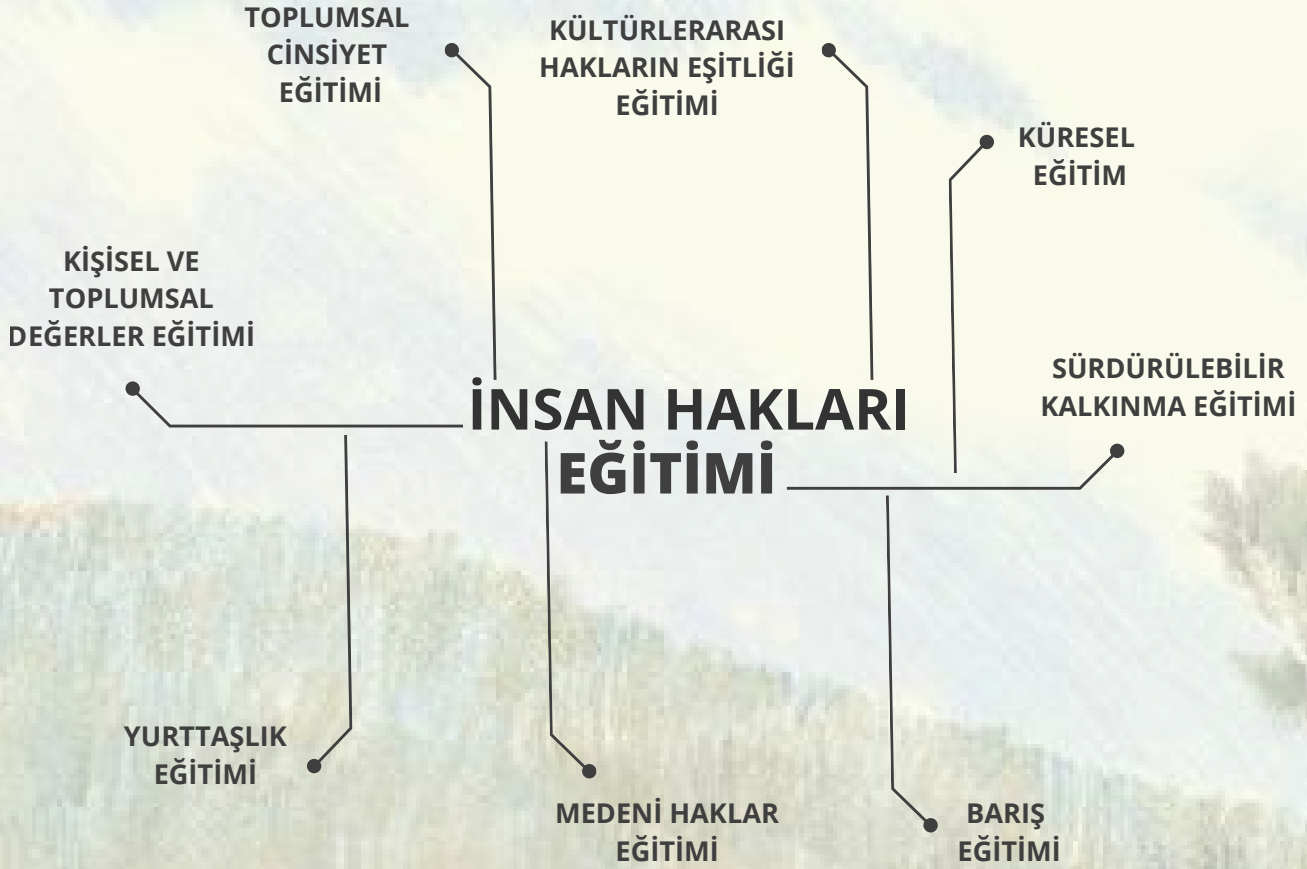 TOPLUMSAL
CİNSİYET
EĞİTİMİ
KÜLTÜRLERARASI
HAKLARIN EŞİTLİĞİ
EĞİTİMİ
KÜRESEL
EĞİTİM
KİŞİSEL VE
TOPLUMSAL
DEĞERLER EĞİTİMİ
SÜRDÜRÜLEBİLİR
KALKINMA EĞİTİMİ
İNSAN HAKLARI
EĞİTİMİ
YURTTAŞLIK
EĞİTİMİ
MEDENİ HAKLAR
EĞİTİMİ
BARIŞ
EĞİTİMİ